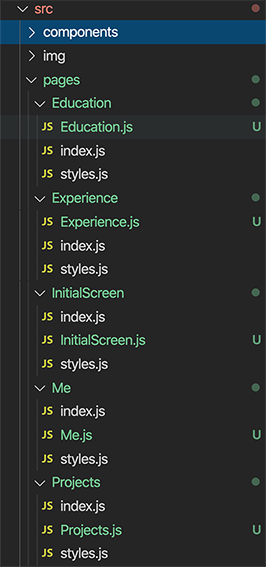 src
components
img
pages
Education
JS Education.js U
JS index.js
JS styles.js
Experience
JS Experience.js U
JS index.js
JS styles.js
InitialScreen
JS index.js
JS InitialScreen.js U
JS styles.js
Me
JS index.js
JS Me.js U
JS styles.js
Projects
JS index.js
JS Projects.js U
JS styles.js